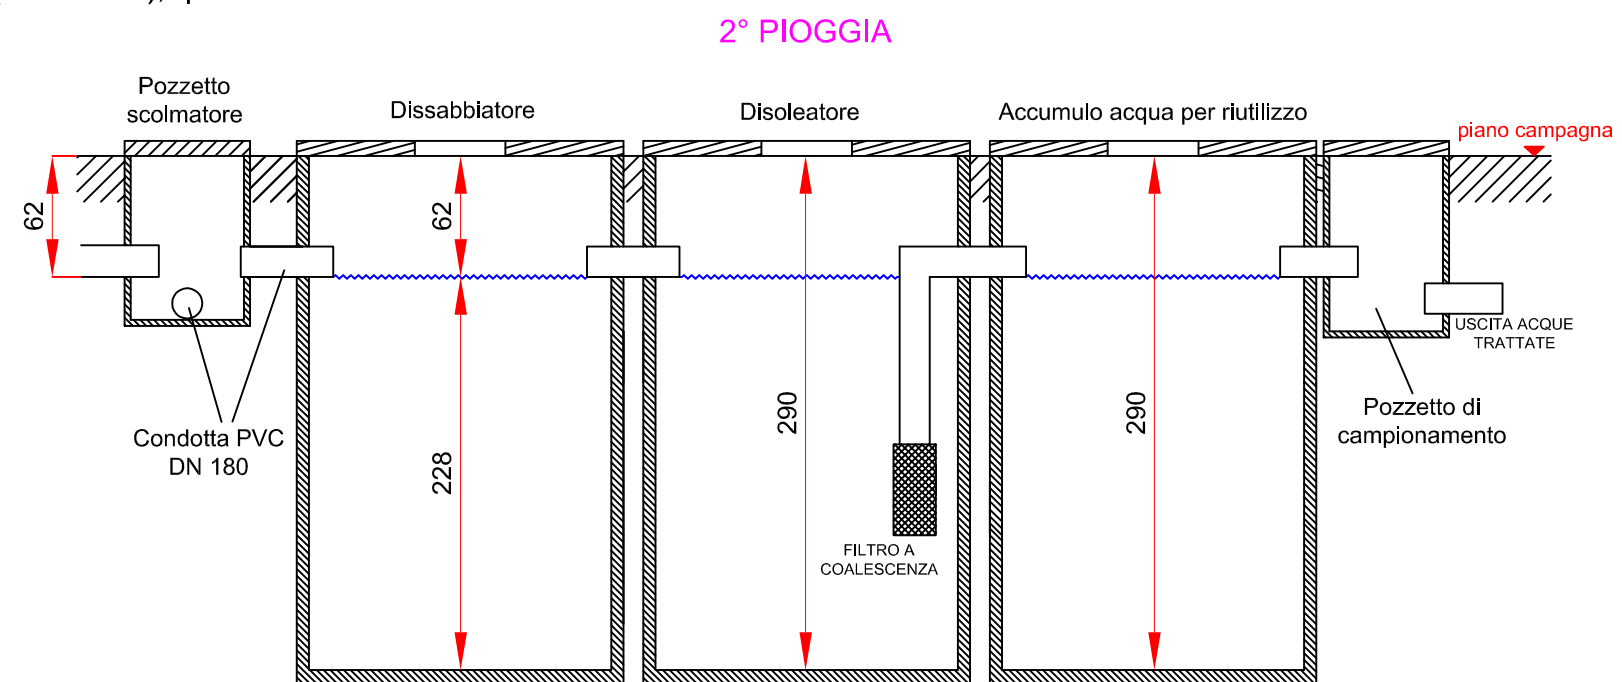 2° PIOGGIA
Pozzetto
scolmatore
Dissabbiatore
Disoleatore
Accumulo acqua per riutilizzo
piano campagna
62
62
228
290
290
USCITA ACQUE
TRATTATE
Condotta PVC
DN 180
Pozzetto di
campionamento
FILTRO A
COALESCENZA